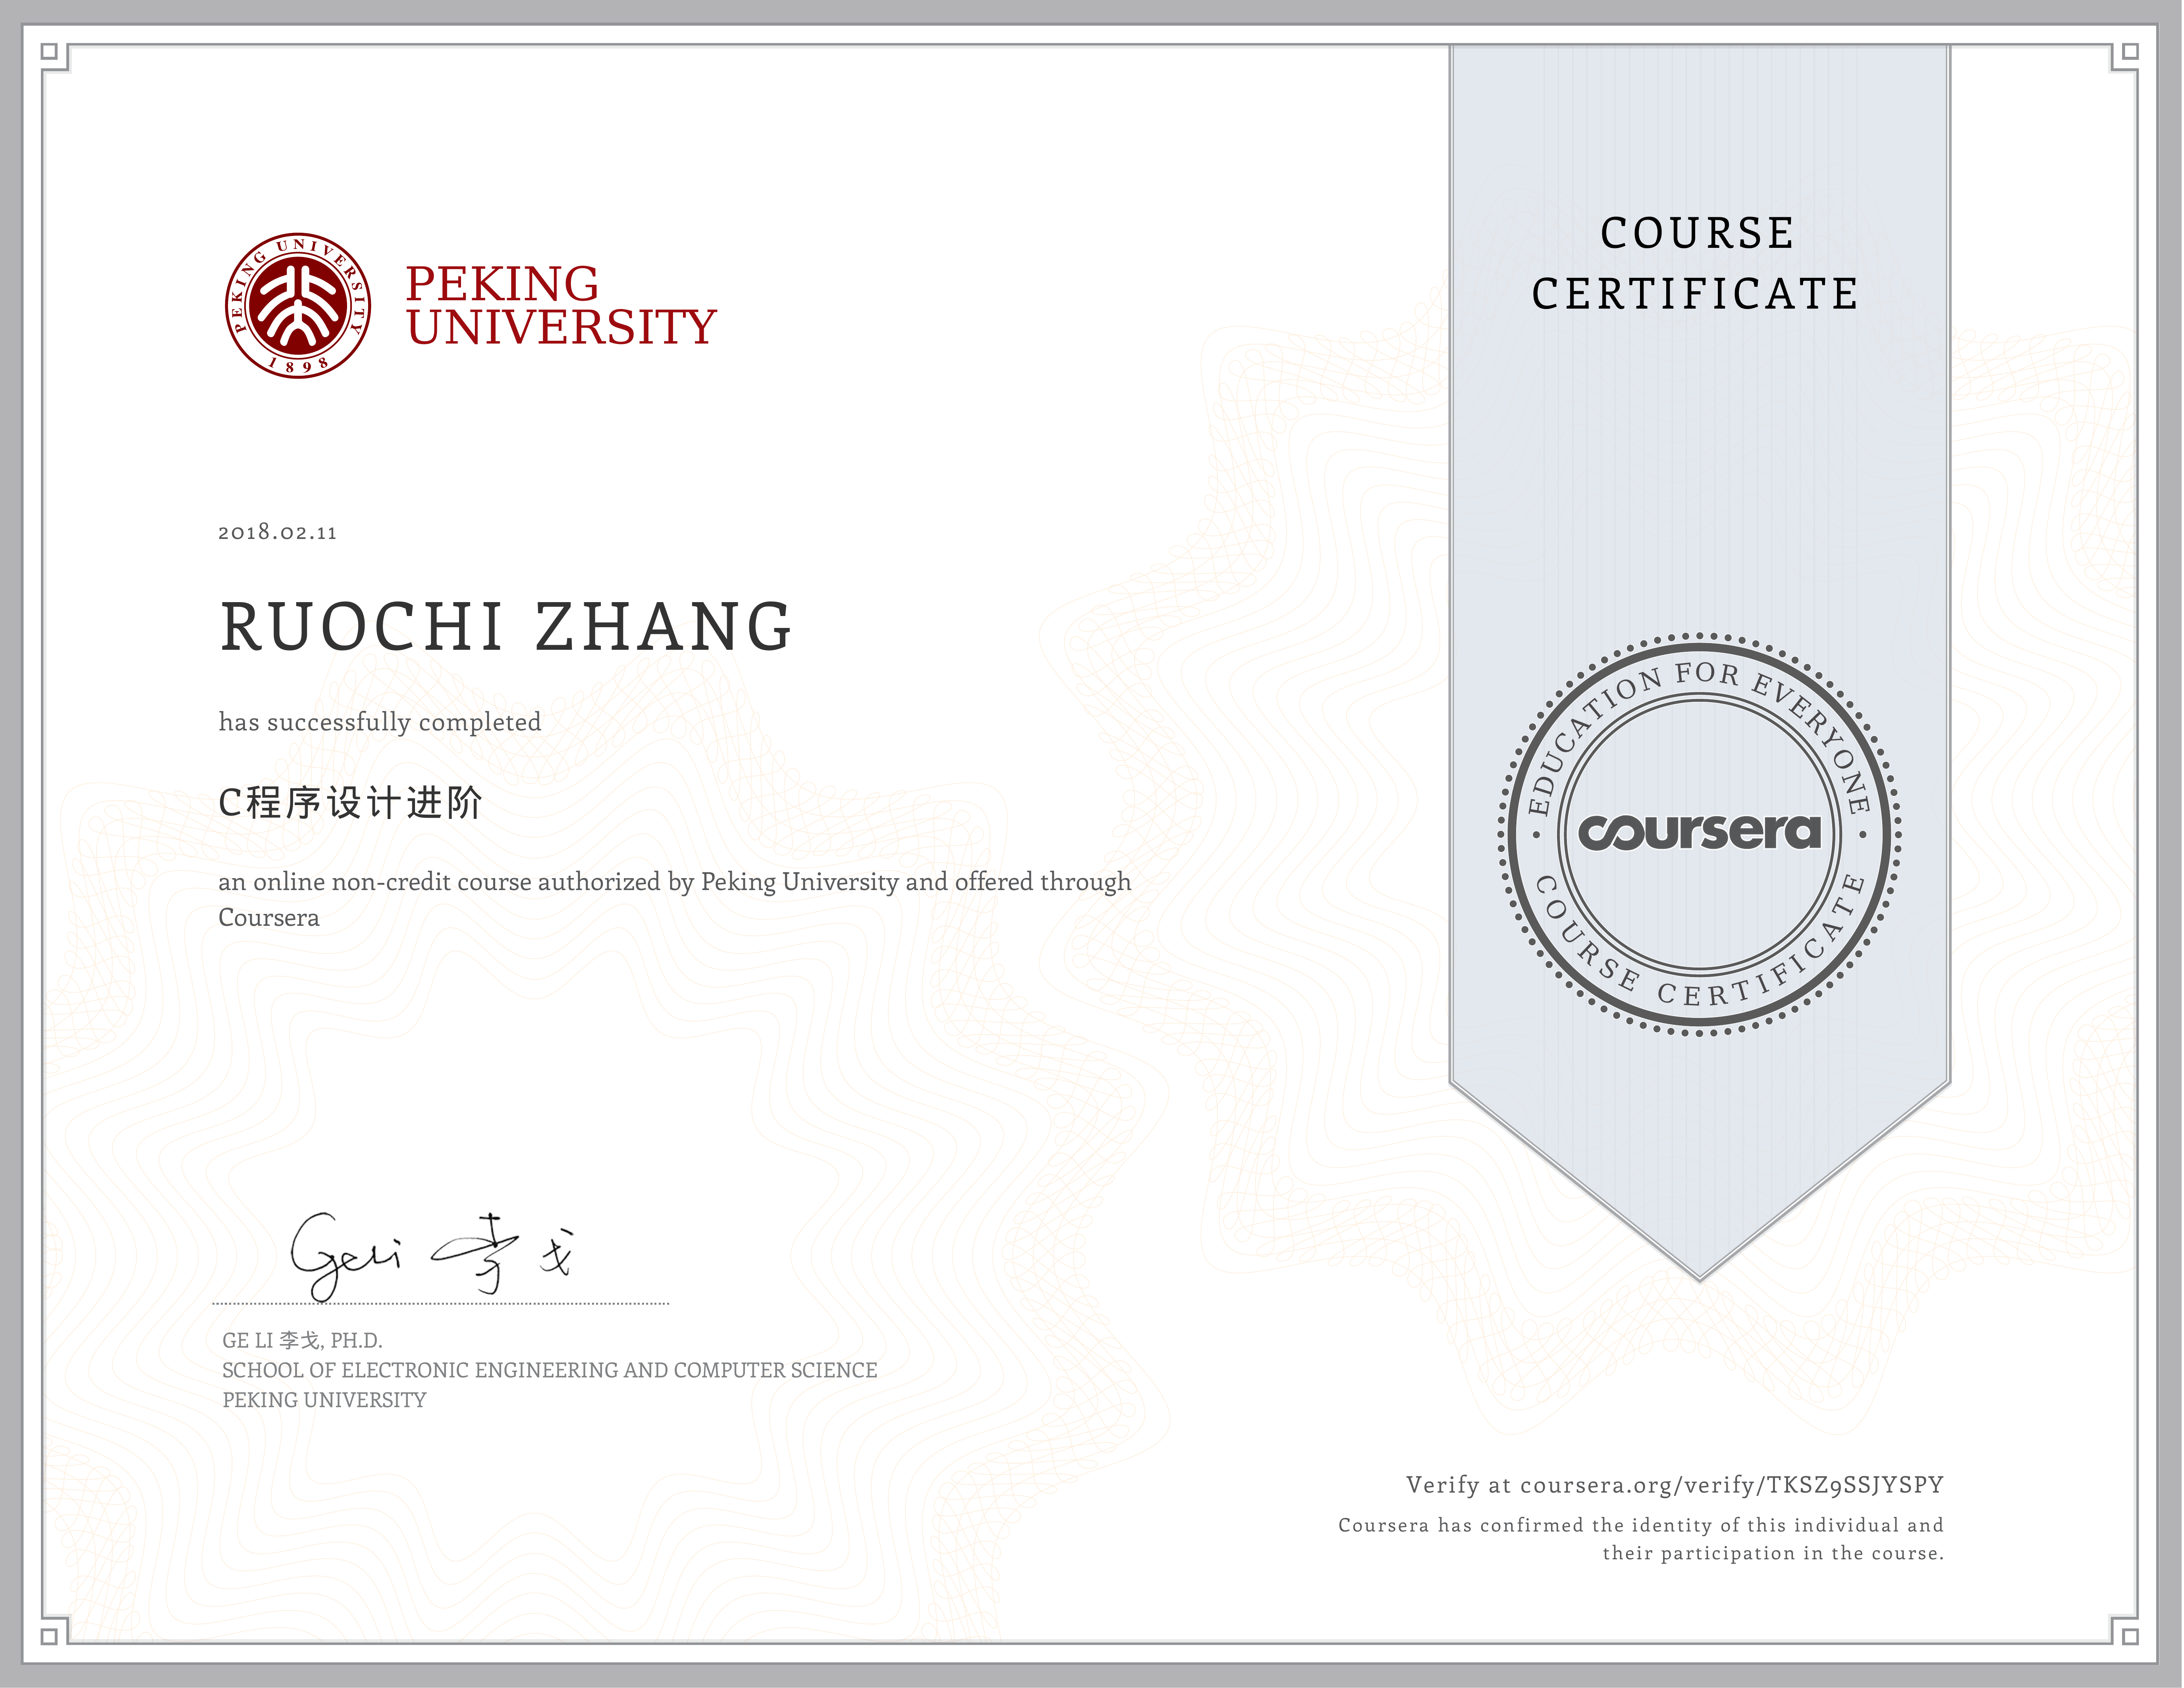 PEKING UNIVERSITY
1898
PEKING
UNIVERSITY
COURSE
CERTIFICATE
2018.02.11
RUOCHI ZHANG
has successfully completed
C程序设计进阶
an online non-credit course authorized by Peking University and offered through
Coursera
EDUCATION FOR EVERYONE
coursera
COURSE CERTIFICATE
Ge Li 李戈
GE LI 李戈, PH.D.
SCHOOL OF ELECTRONIC ENGINEERING AND COMPUTER SCIENCE
PEKING UNIVERSITY
Verify at coursera.org/verify/TKSZ9SSJYSPY
Coursera has confirmed the identity of this individual and
their participation in the course.